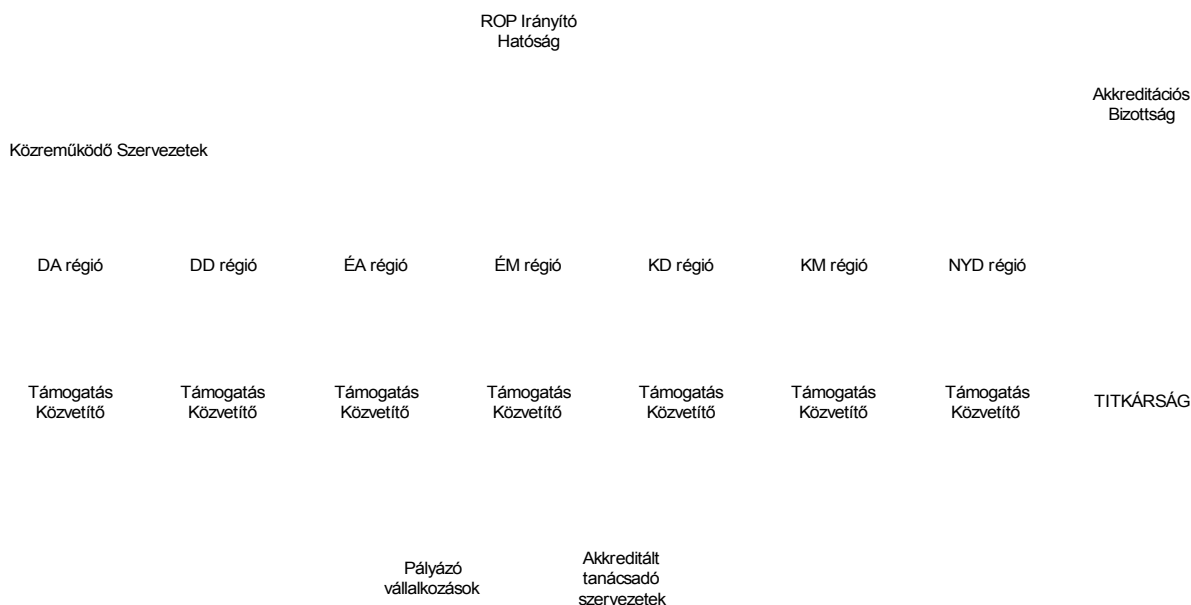 ROP Irányító
Hatóság
Akkreditációs
Bizottság
Közreműködő Szervezetek
DA régió
DD régió
ÉA régió
ÉM régió
KD régió
KM régió
NYD régió
Támogatás
Közvetítő
Támogatás
Közvetítő
Támogatás
Közvetítő
Támogatás
Közvetítő
Támogatás
Közvetítő
Támogatás
Közvetítő
Támogatás
Közvetítő
TITKÁRSÁG
Pályázó
vállalkozások
Akkreditált
tanácsadó
szervezetek